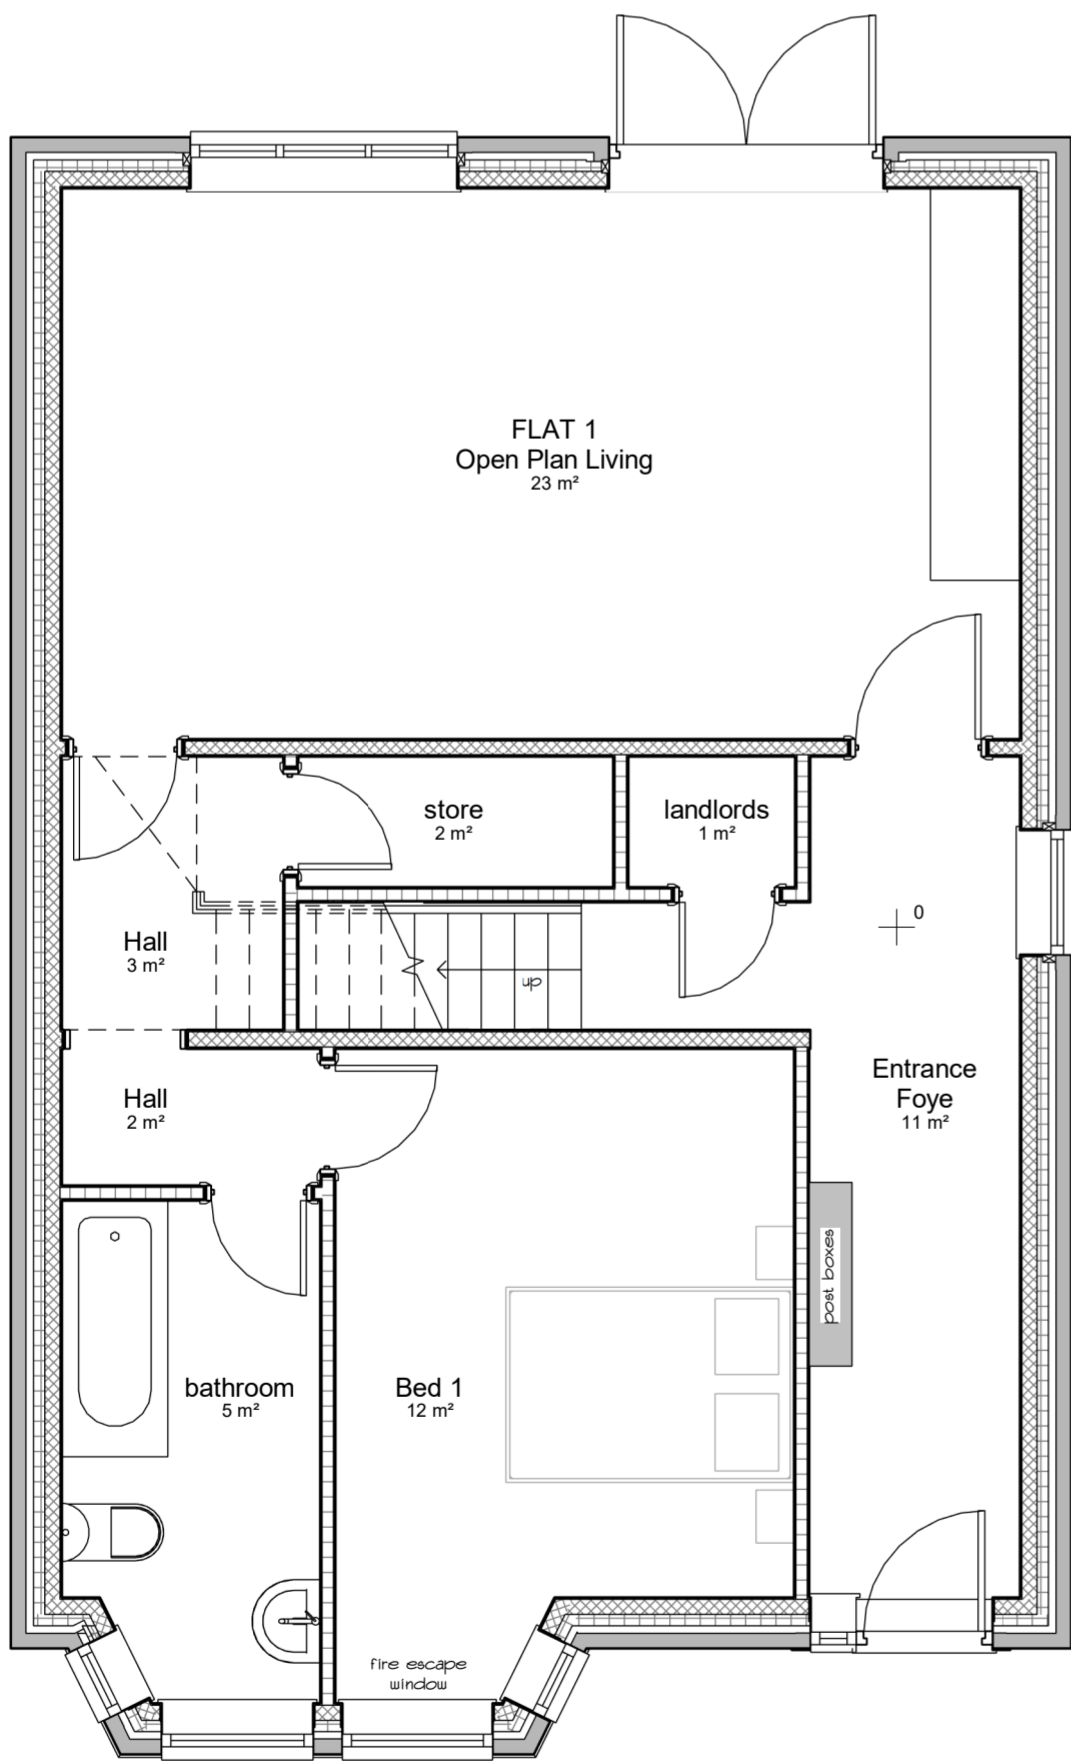 FLAT 1
Open Plan Living
23 m²
store
2 m²
landlords
1 m²
0
Hall
3 m²
up
Entrance
Foye
11 m²
Hall
2 m²
post boxes
bathroom
5 m²
Bed 1
12 m²
fire escape
window